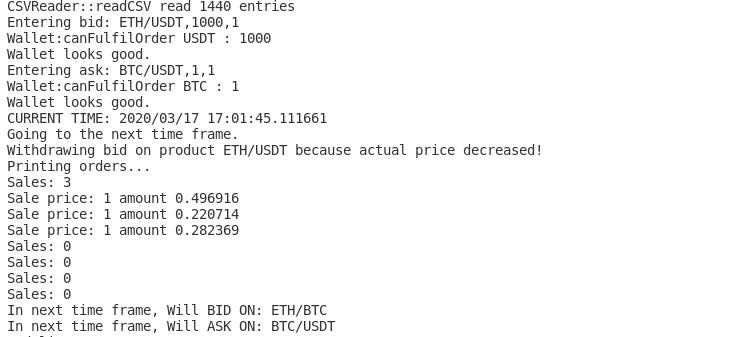 CSVReader::readCSV read 1440 entries
Entering bid: ETH/USDT,1000,1
Wallet:canFulfilOrder USDT : 1000
Wallet looks good.
Entering ask: BTC/USDT,1,1
Wallet:canFulfilOrder BTC : 1
Wallet looks good.
CURRENT TIME: 2020/03/17 17:01:45.111661
Going to the next time frame.
Withdrawing bid on product ETH/USDT because actual price decreased!
Printing orders...
Sales: 3
Sale price: 1 amount 0.496916
Sale price: 1 amount 0.220714
Sale price: 1 amount 0.282369
Sales: 0
Sales: 0
Sales: 0
Sales: 0
In next time frame, Will BID ON: ETH/BTC
In next time frame, Will ASK ON: BTC/USDT